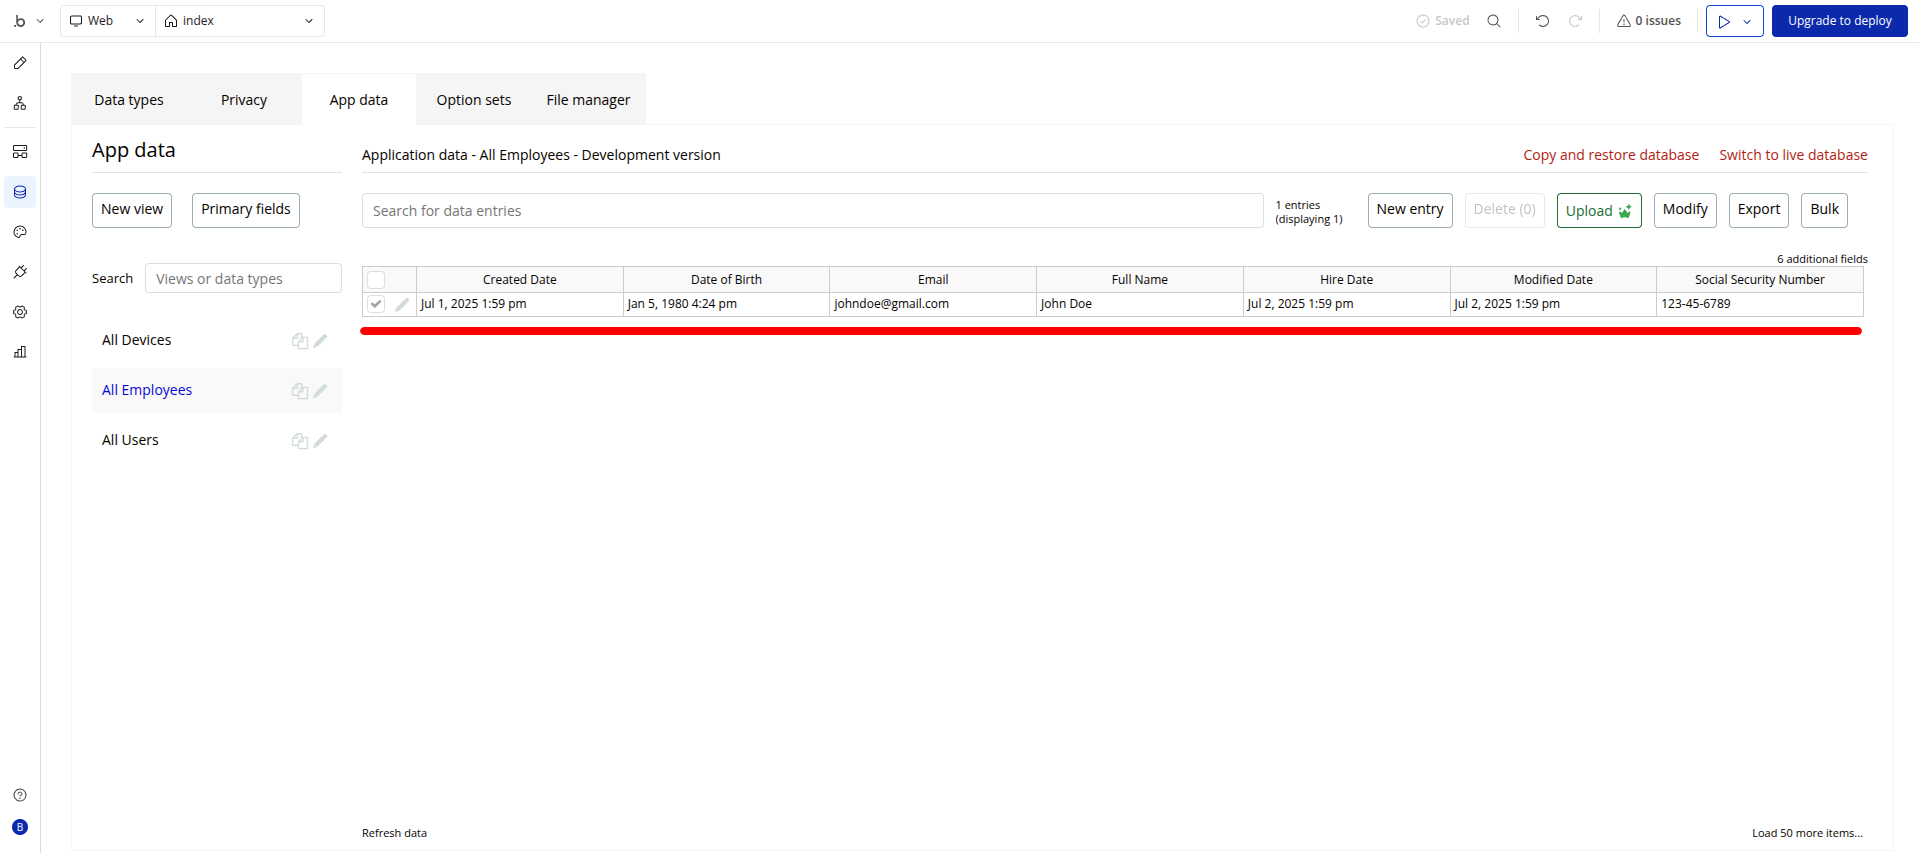 .b Web index Saved 0 issues Upgrade to deploy
Data types Privacy App data Option sets File manager
App data
Application data - All Employees - Development version Copy and restore database Switch to live database
New view Primary fields
Search for data entries
1 entries
(displaying 1)
New entry Delete (0) Upload Modify Export Bulk
6 additional fields
Search Views or data types
Created Date Date of Birth Email Full Name Hire Date Modified Date Social Security Number
Jul 1, 2025 1:59 pm Jan 5, 1980 4:24 pm johndoe@gmail.com John Doe Jul 2, 2025 1:59 pm Jul 2, 2025 1:59 pm 123-45-6789
All Devices
All Employees
All Users
B
Refresh data Load 50 more items...